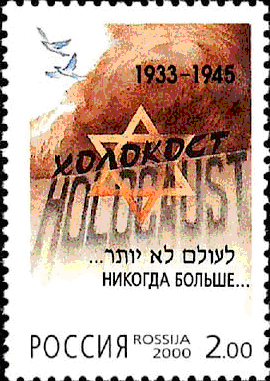 1933-1945
ХОЛОКОСТ
HOLOCAUST
לעולם לא יותר...
НИКОГДА БОЛЬШЕ...
РОССИЯ ROSSIJA 2000 2.00